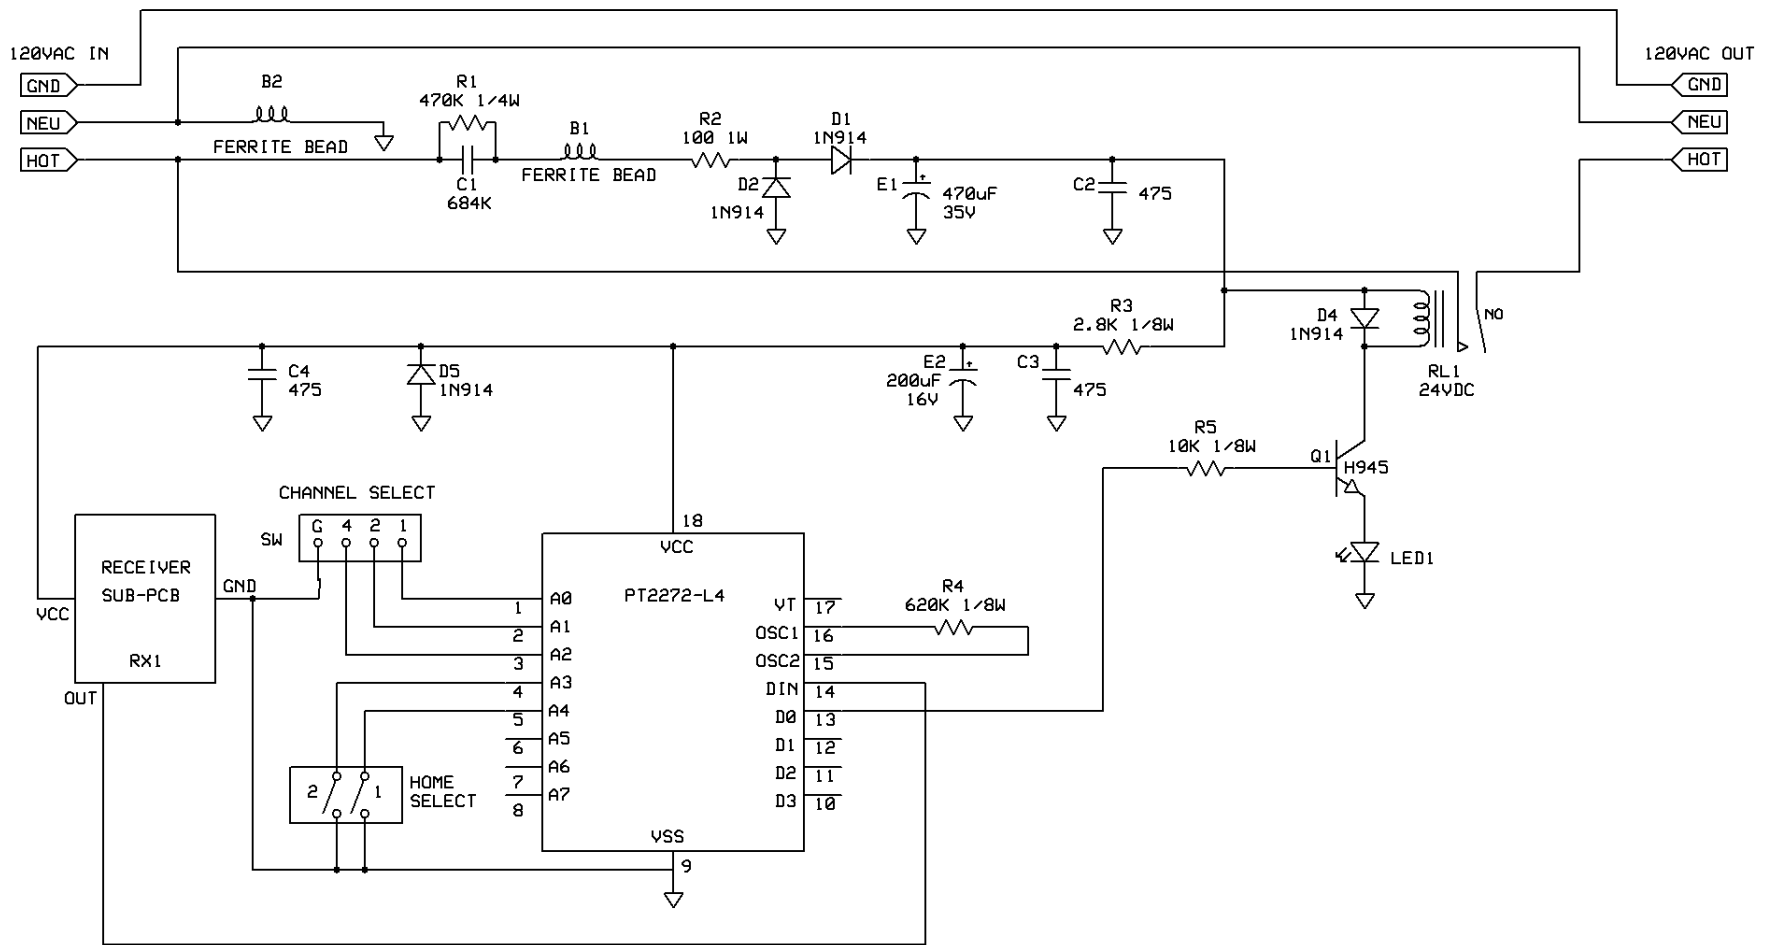 120VAC IN
GND
NEU
HOT
B2
FERRITE BEAD
R1
470K 1/4W
C1
684K
B1
FERRITE BEAD
R2
100 1W
D1
1N914
D2
1N914
E1
+
470uF
35V
C2
475
120VAC OUT
GND
NEU
HOT
R3
2.8K 1/8W
D4
1N914
NO
RL1
24VDC
C4
475
D5
1N914
E2
+
200uF
16V
C3
475
R5
10K 1/8W
Q1
H945
LED1
CHANNEL SELECT
SW
G 4 2 1
RECEIVER
SUB-PCB
RX1
VCC
GND
OUT
18
VCC
PT2272-L4
1 A0
2 A1
3 A2
4 A3
5 A4
6 A5
7 A6
8 A7
VT 17
OSC1 16
OSC2 15
DIN 14
D0 13
D1 12
D2 11
D3 10
VSS
9
R4
620K 1/8W
2 1
HOME
SELECT